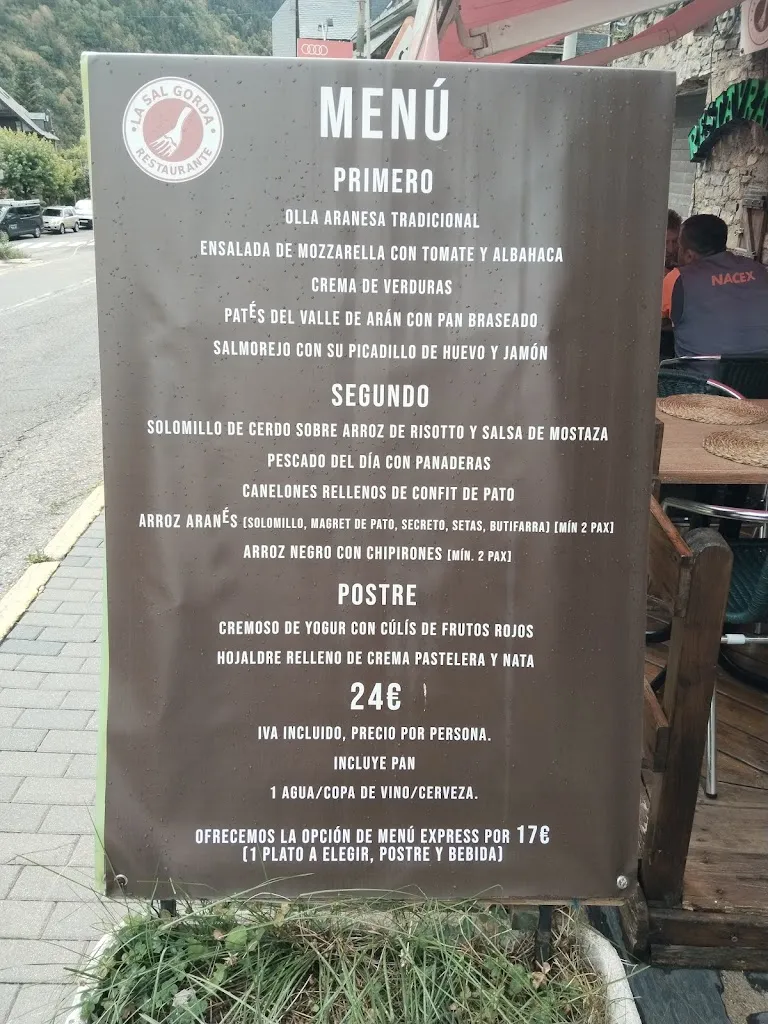 LA SAL GORDA
RESTAURANTE
MENÚ
PRIMERO
OLLA ARANESA TRADICIONAL
ENSALADA DE MOZZARELLA CON TOMATE Y ALBAHACA
CREMA DE VERDURAS
PATÉS DEL VALLE DE ARÁN CON PAN BRASEADO
SALMOREJO CON SU PICADILLO DE HUEVO Y JAMÓN
SEGUNDO
SOLOMILLO DE CERDO SOBRE ARROZ DE RISOTTO Y SALSA DE MOSTAZA
PESCADO DEL DÍA CON PANADERAS
CANELONES RELLENOS DE CONFIT DE PATO
ARROZ ARANÉS [SOLOMILLO, MAGRET DE PATO, SECRETO, SETAS, BUTIFARRA] [MÍN 2 PAX]
ARROZ NEGRO CON CHIPIRONES [MÍN. 2 PAX]
POSTRE
CREMOSO DE YOGUR CON CÚLÍS DE FRUTOS ROJOS
HOJALDRE RELLENO DE CREMA PASTELERA Y NATA
24€
IVA INCLUIDO, PRECIO POR PERSONA.
INCLUYE PAN
1 AGUA/COPA DE VINO/CERVEZA.
OFRECEMOS LA OPCIÓN DE MENÚ EXPRESS POR 17€
(1 PLATO A ELEGIR, POSTRE Y BEBIDA)
RESTAURA
NACEX